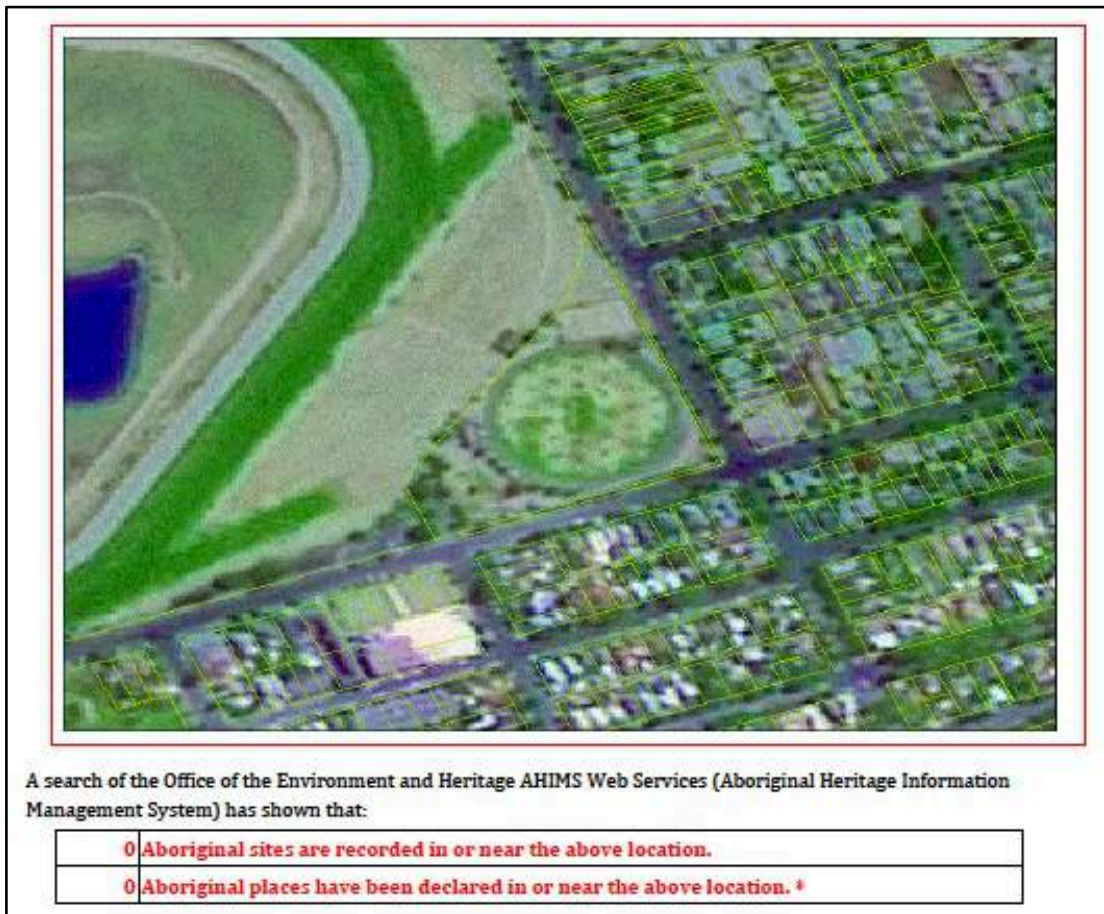 A search of the Office of the Environment and Heritage AHIMS Web Services (Aboriginal Heritage Information
Management System) has shown that:
0 Aboriginal sites are recorded in or near the above location.
0 Aboriginal places have been declared in or near the above location. *